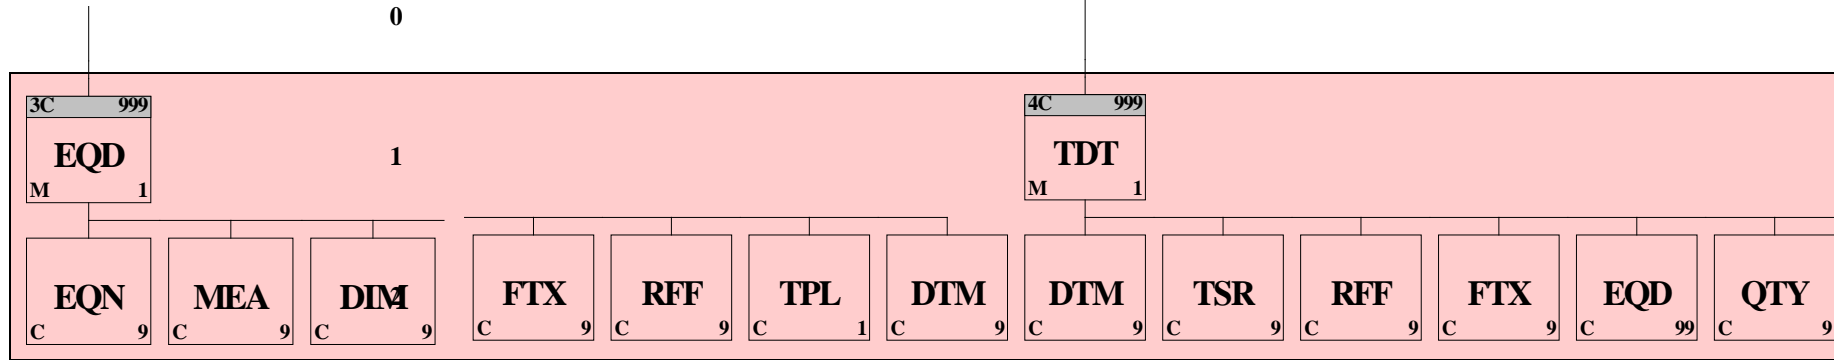 0
3C 999
EQD
M 1
1
4C 999
TDT
M 1
EQN
C 9
MEA
C 9
DIM
C 9
2
FTX
C 9
RFF
C 9
TPL
C 1
DTM
C 9
DTM
C 9
TSR
C 9
RFF
C 9
FTX
C 9
EQD
C 99
QTY
C 9